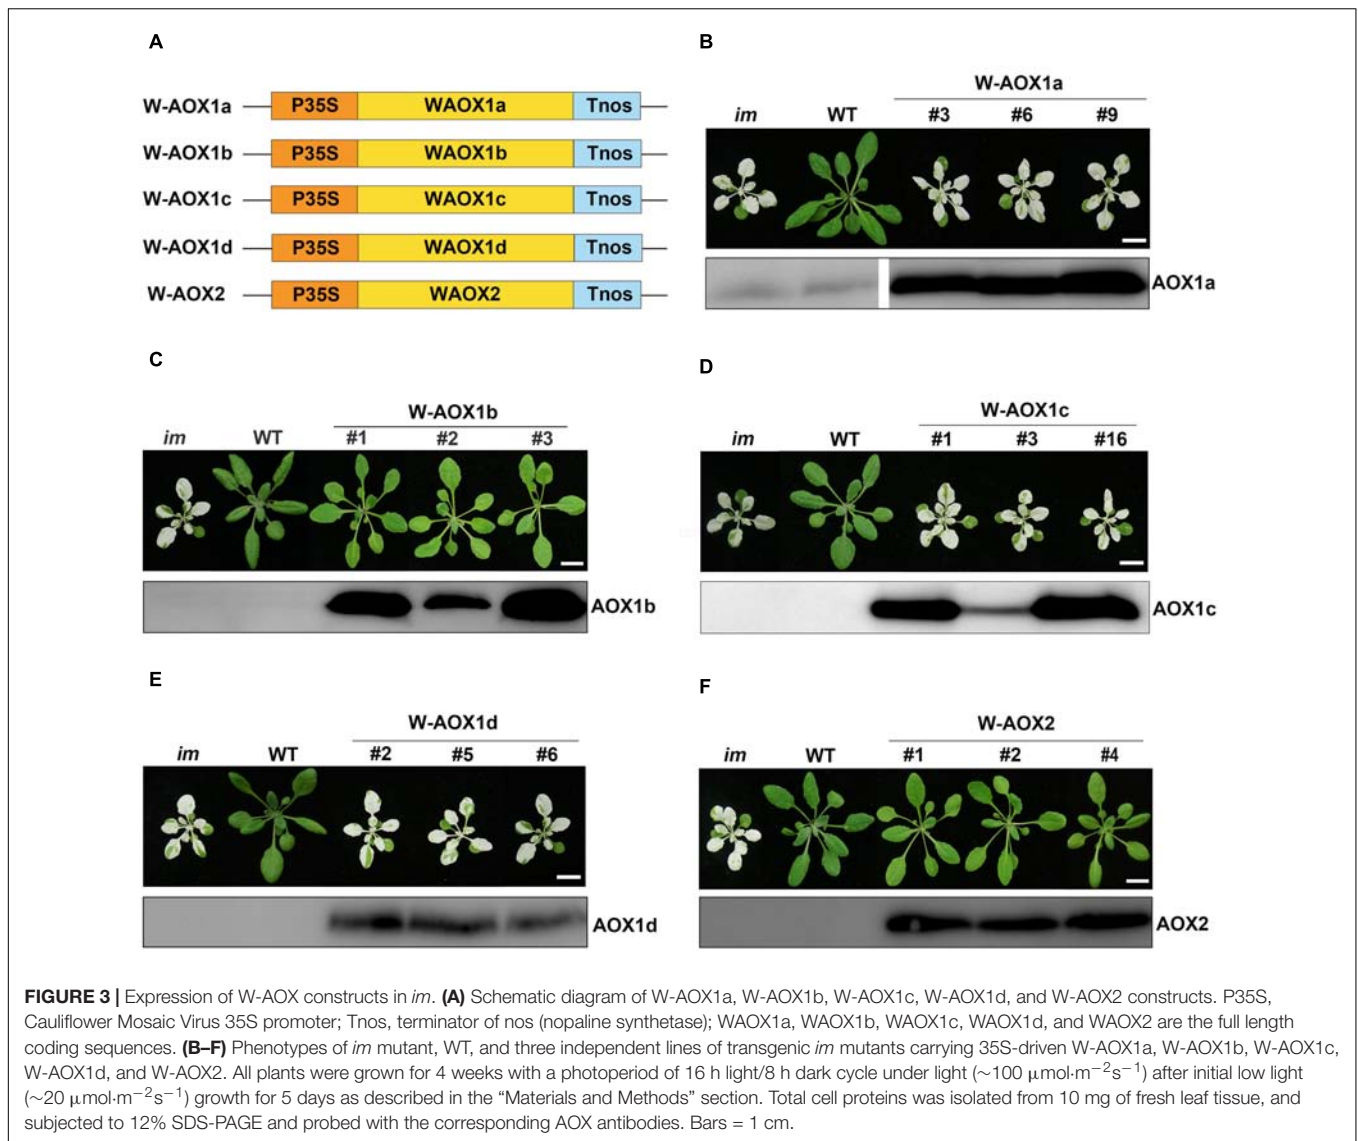 A
W-AOX1a P35S WAOX1a Tnos
W-AOX1b P35S WAOX1b Tnos
W-AOX1c P35S WAOX1c Tnos
W-AOX1d P35S WAOX1d Tnos
W-AOX2 P35S WAOX2 Tnos
B
W-AOX1a
im WT #3 #6 #9
AOX1a
C
W-AOX1b
im WT #1 #2 #3
AOX1b
D
W-AOX1c
im WT #1 #3 #16
AOX1c
E
W-AOX1d
im WT #2 #5 #6
AOX1d
F
W-AOX2
im WT #1 #2 #4
AOX2
FIGURE 3 | Expression of W-AOX constructs in im. (A) Schematic diagram of W-AOX1a, W-AOX1b, W-AOX1c, W-AOX1d, and W-AOX2 constructs. P35S,
Cauliflower Mosaic Virus 35S promoter; Tnos, terminator of nos (nopaline synthetase); WAOX1a, WAOX1b, WAOX1c, WAOX1d, and WAOX2 are the full length
coding sequences. (B–F) Phenotypes of im mutant, WT, and three independent lines of transgenic im mutants carrying 35S-driven W-AOX1a, W-AOX1b, W-AOX1c,
W-AOX1d, and W-AOX2. All plants were grown for 4 weeks with a photoperiod of 16 h light/8 h dark cycle under light (∼100 μmol·m−2s−1) after initial low light
(∼20 μmol·m−2s−1) growth for 5 days as described in the “Materials and Methods” section. Total cell proteins was isolated from 10 mg of fresh leaf tissue, and
subjected to 12% SDS-PAGE and probed with the corresponding AOX antibodies. Bars = 1 cm.